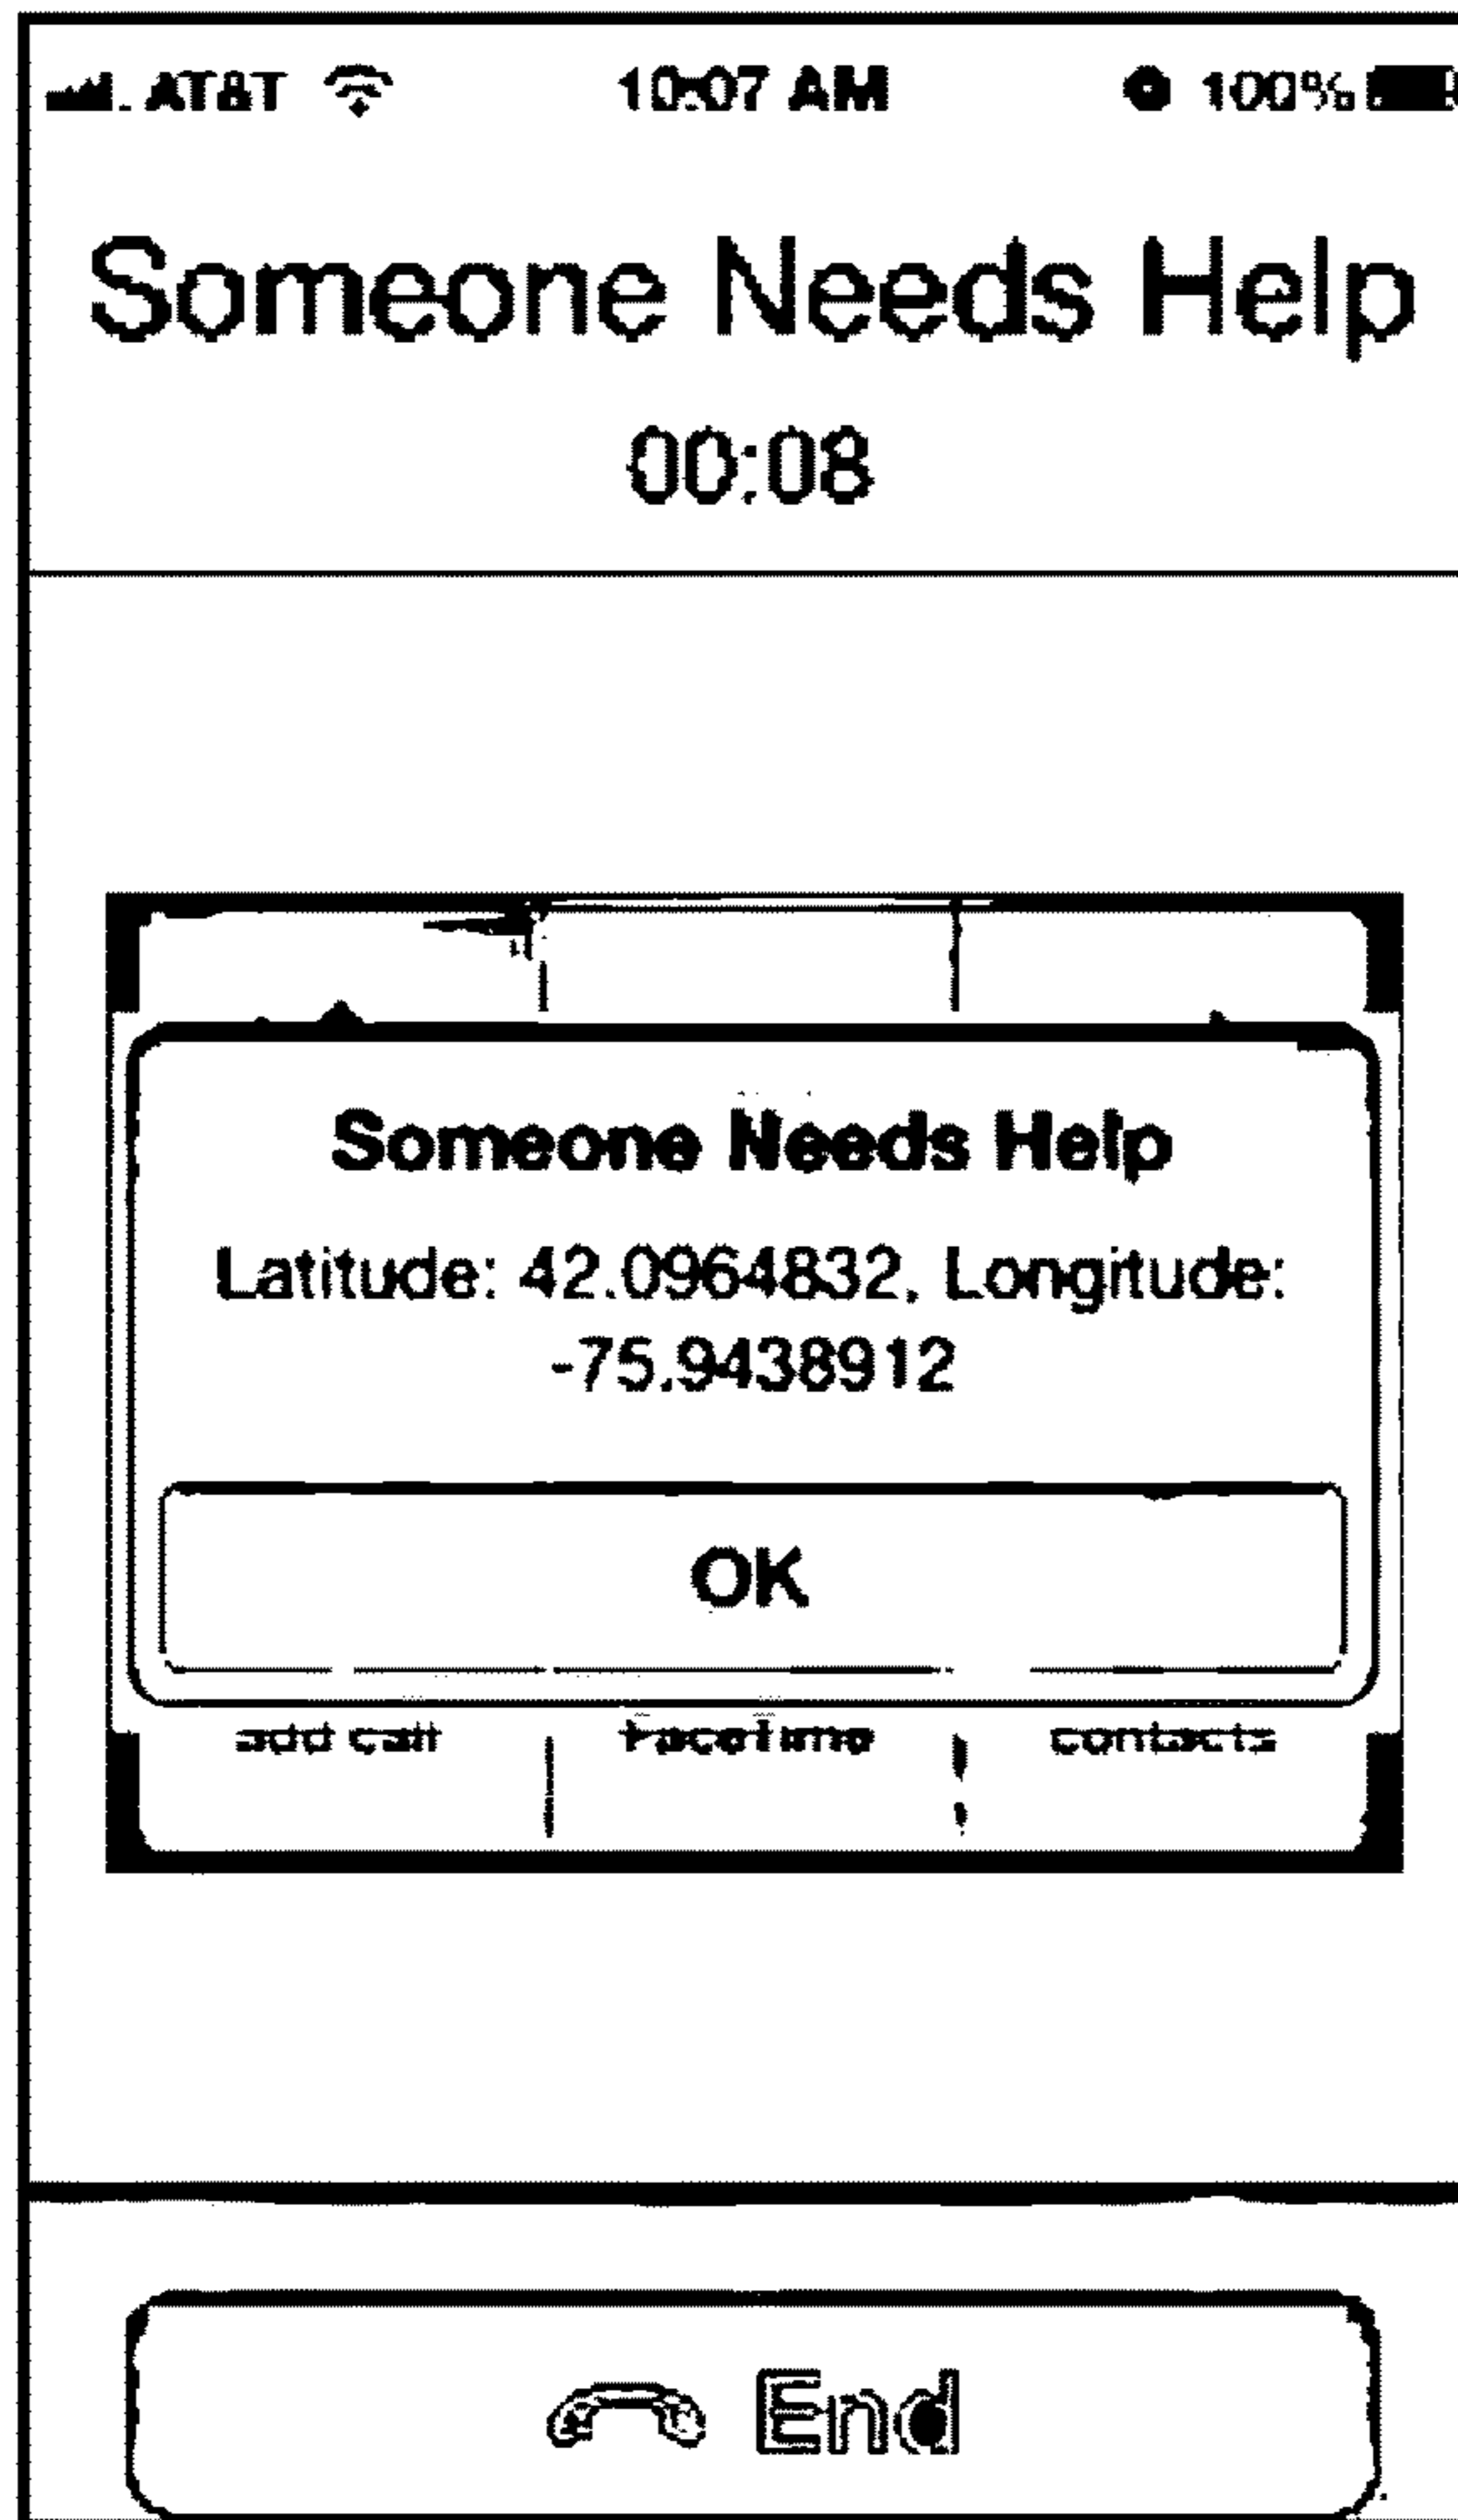 AT&T 10:07 AM 100%
Someone Needs Help
00:08
Someone Needs Help
Latitude: 42.0964832, Longitude:
-75.9438912
OK
add call FaceTime contacts
End